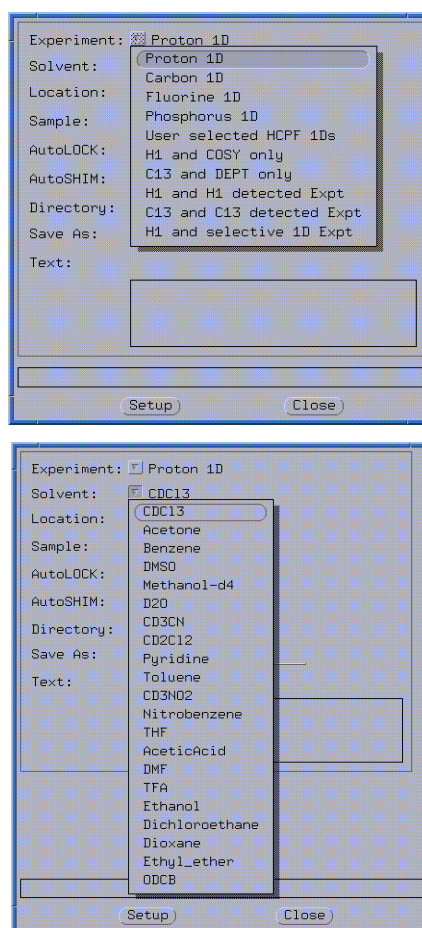 Experiment: Proton 1D
Proton 1D
Solvent:
Carbon 1D
Location:
Fluorine 1D
Sample:
Phosphorus 1D
User selected HCPF 1Ds
AutoLOCK:
H1 and COSY only
C13 and DEPT only
AutoSHIM:
H1 and H1 detected Expt
Directory:
C13 and C13 detected Expt
Save As:
H1 and selective 1D Expt
Text:
Setup Close
Experiment: Proton 1D
Solvent: CDCl3
CDCl3
Location:
Acetone
Sample:
Benzene
DMSO
AutoLOCK:
Methanol-d4
AutoSHIM:
D2O
CD3CN
Directory:
CD2Cl2
Save As:
Pyridine
Toluene
Text:
CD3NO2
Nitrobenzene
THF
AceticAcid
DMF
TFA
Ethanol
Dichloroethane
Dioxane
Ethyl_ether
ODCB
Setup Close